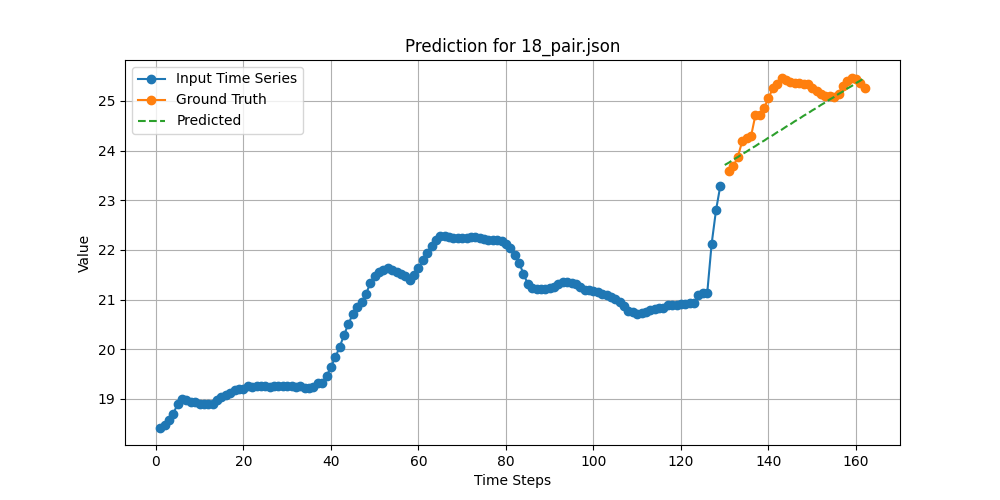 Prediction for 18_pair.json
Input Time Series
Ground Truth
Predicted
Value
25
24
23
22
21
20
19
0 20 40 60 80 100 120 140 160
Time Steps